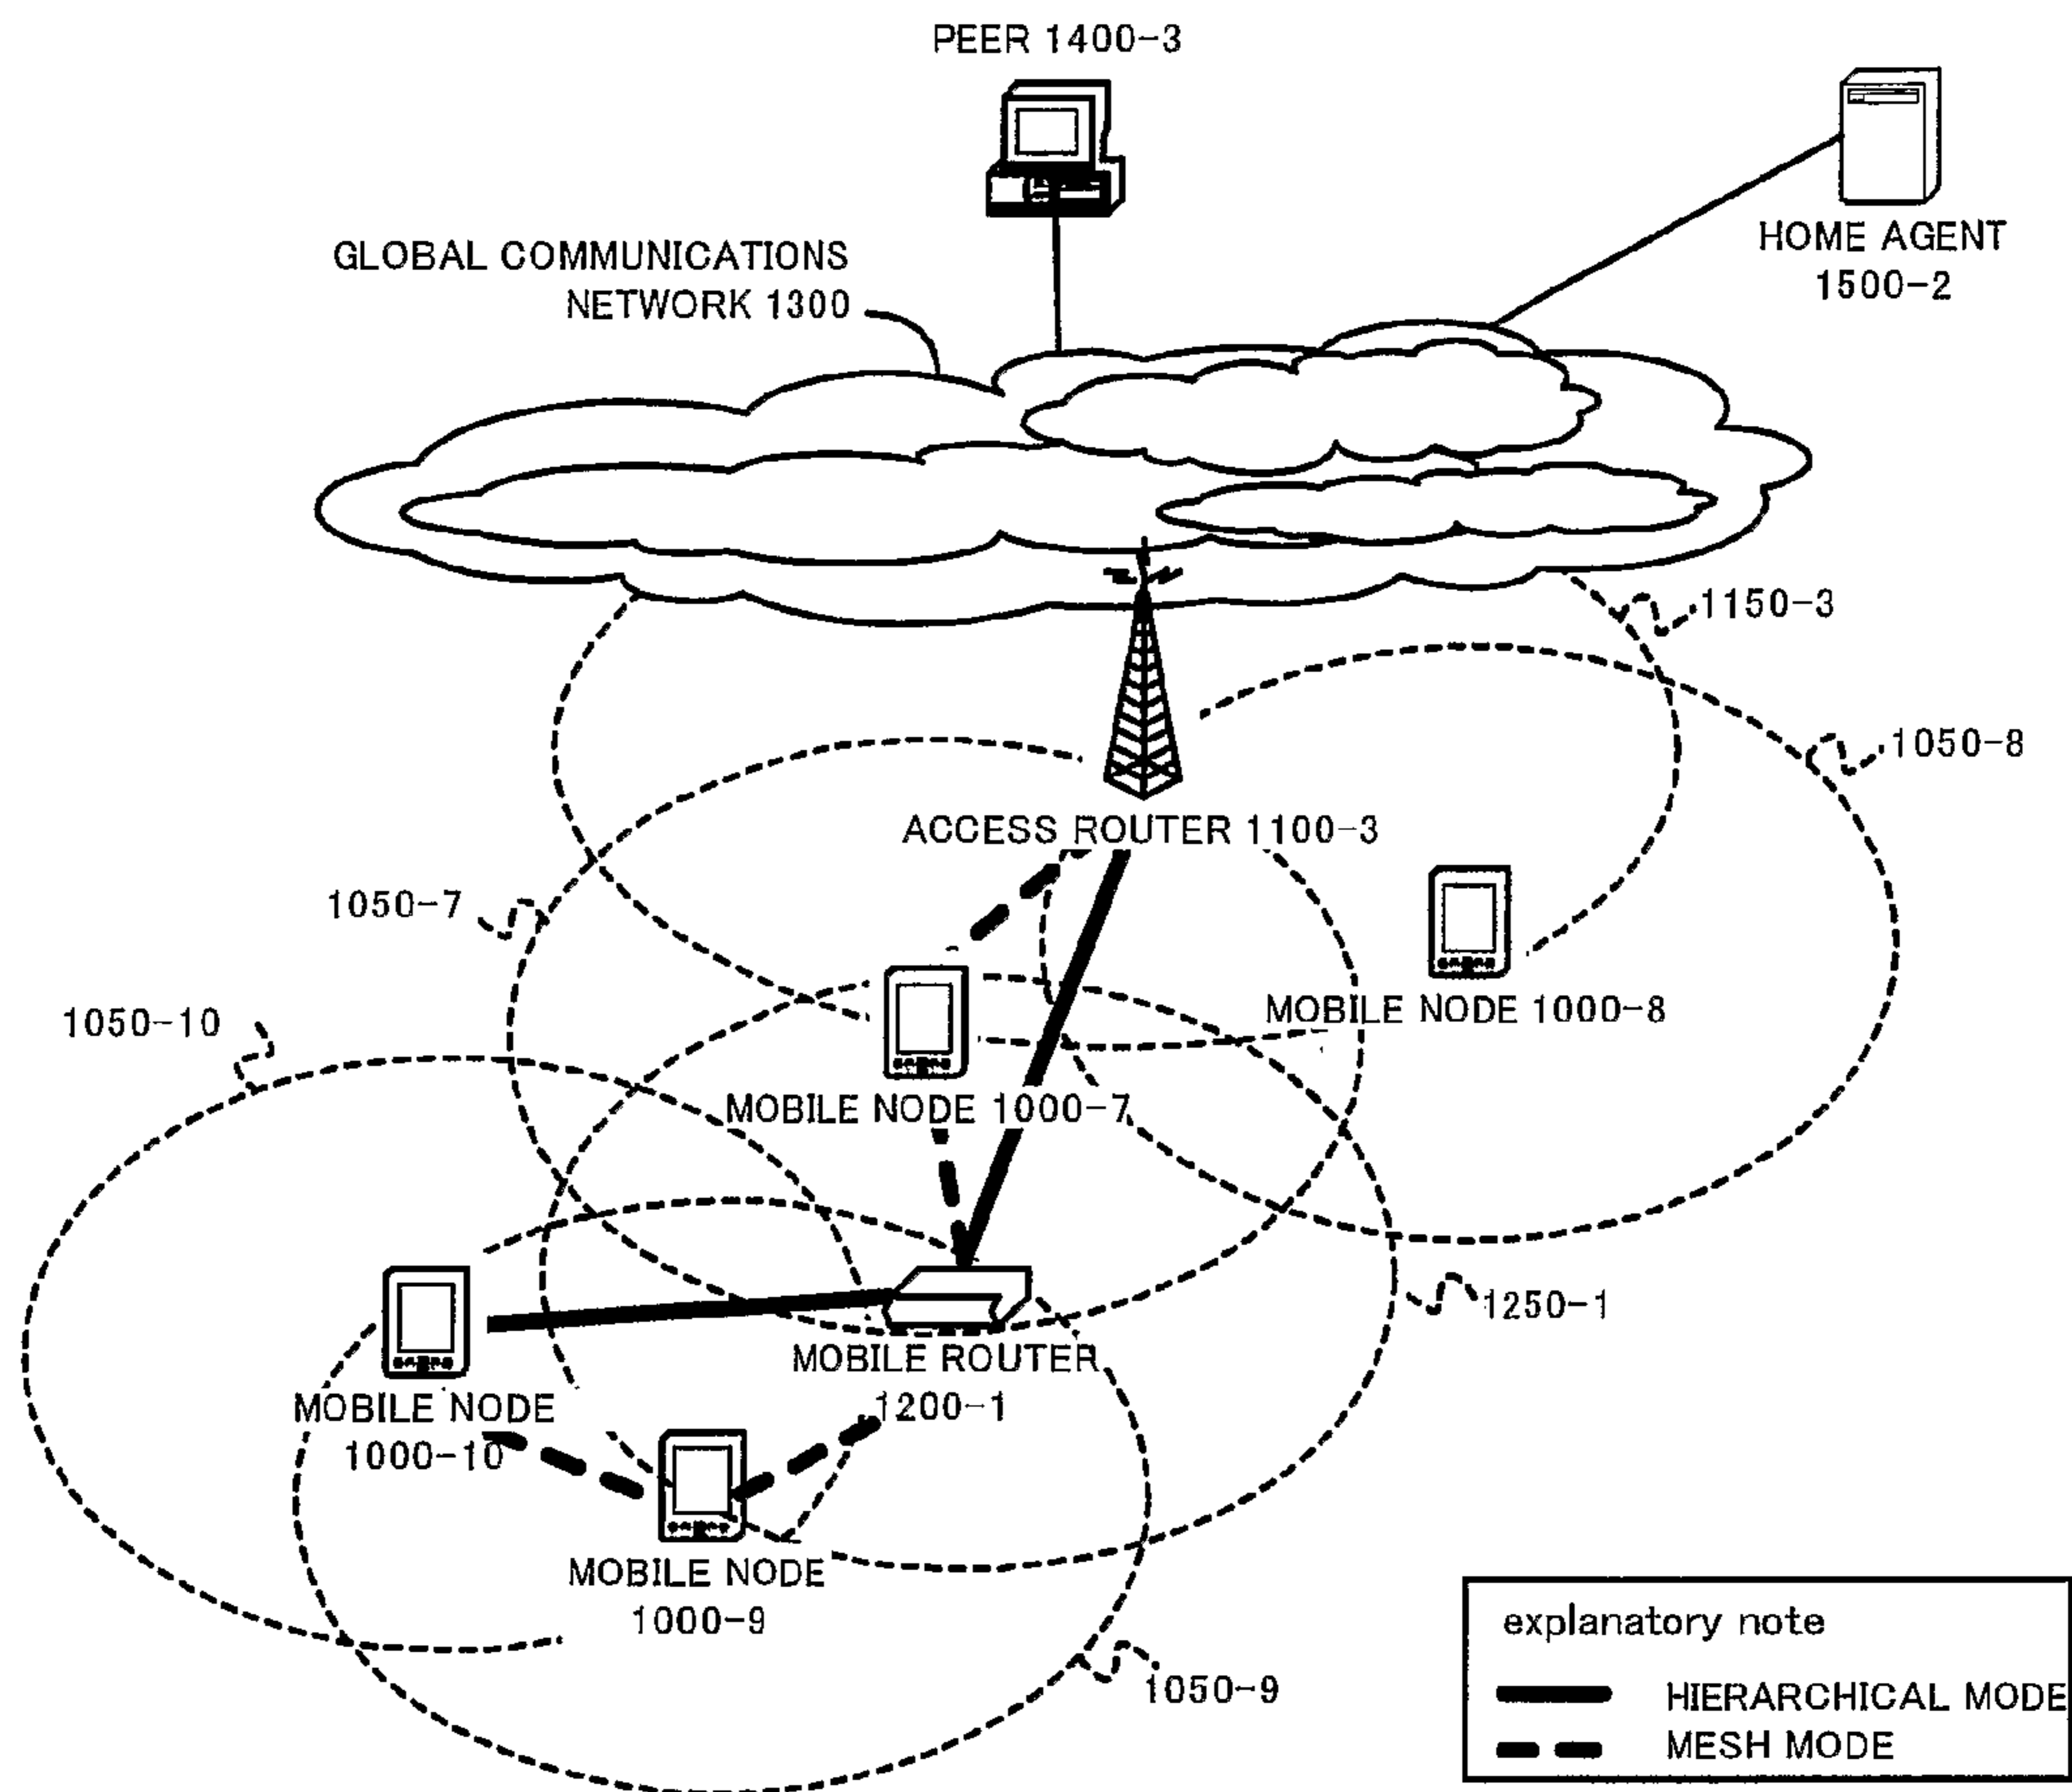 PEER 1400-3
HOME AGENT
1500-2
GLOBAL COMMUNICATIONS
NETWORK 1300
1150-3
1050-8
ACCESS ROUTER 1100-3
1050-7
MOBILE NODE 1000-8
1050-10
MOBILE NODE 1000-7
1250-1
MOBILE ROUTER
1200-1
MOBILE NODE
1000-10
MOBILE NODE
1000-9
1050-9
explanatory note
HIERARCHICAL MODE
MESH MODE